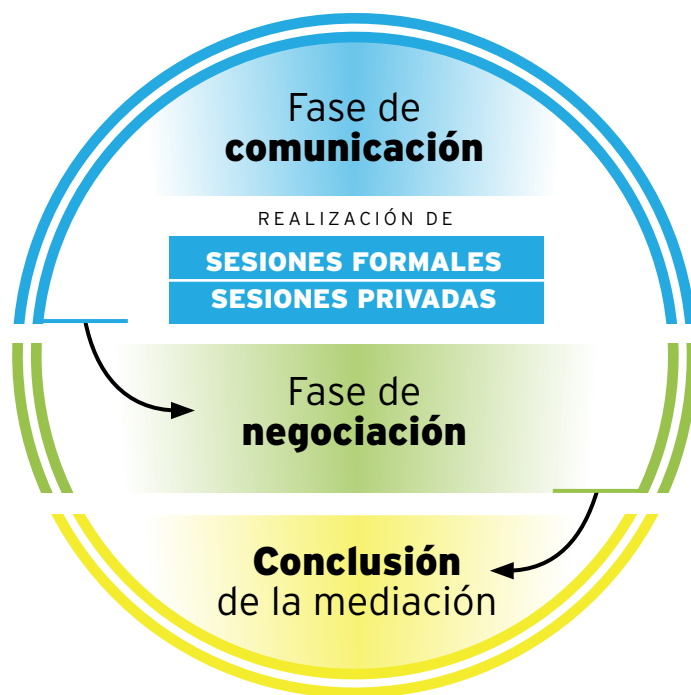 Fase de
comunicación
REALIZACIÓN DE
SESIONES FORMALES
SESIONES PRIVADAS
Fase de
negociación
Conclusión
de la mediación